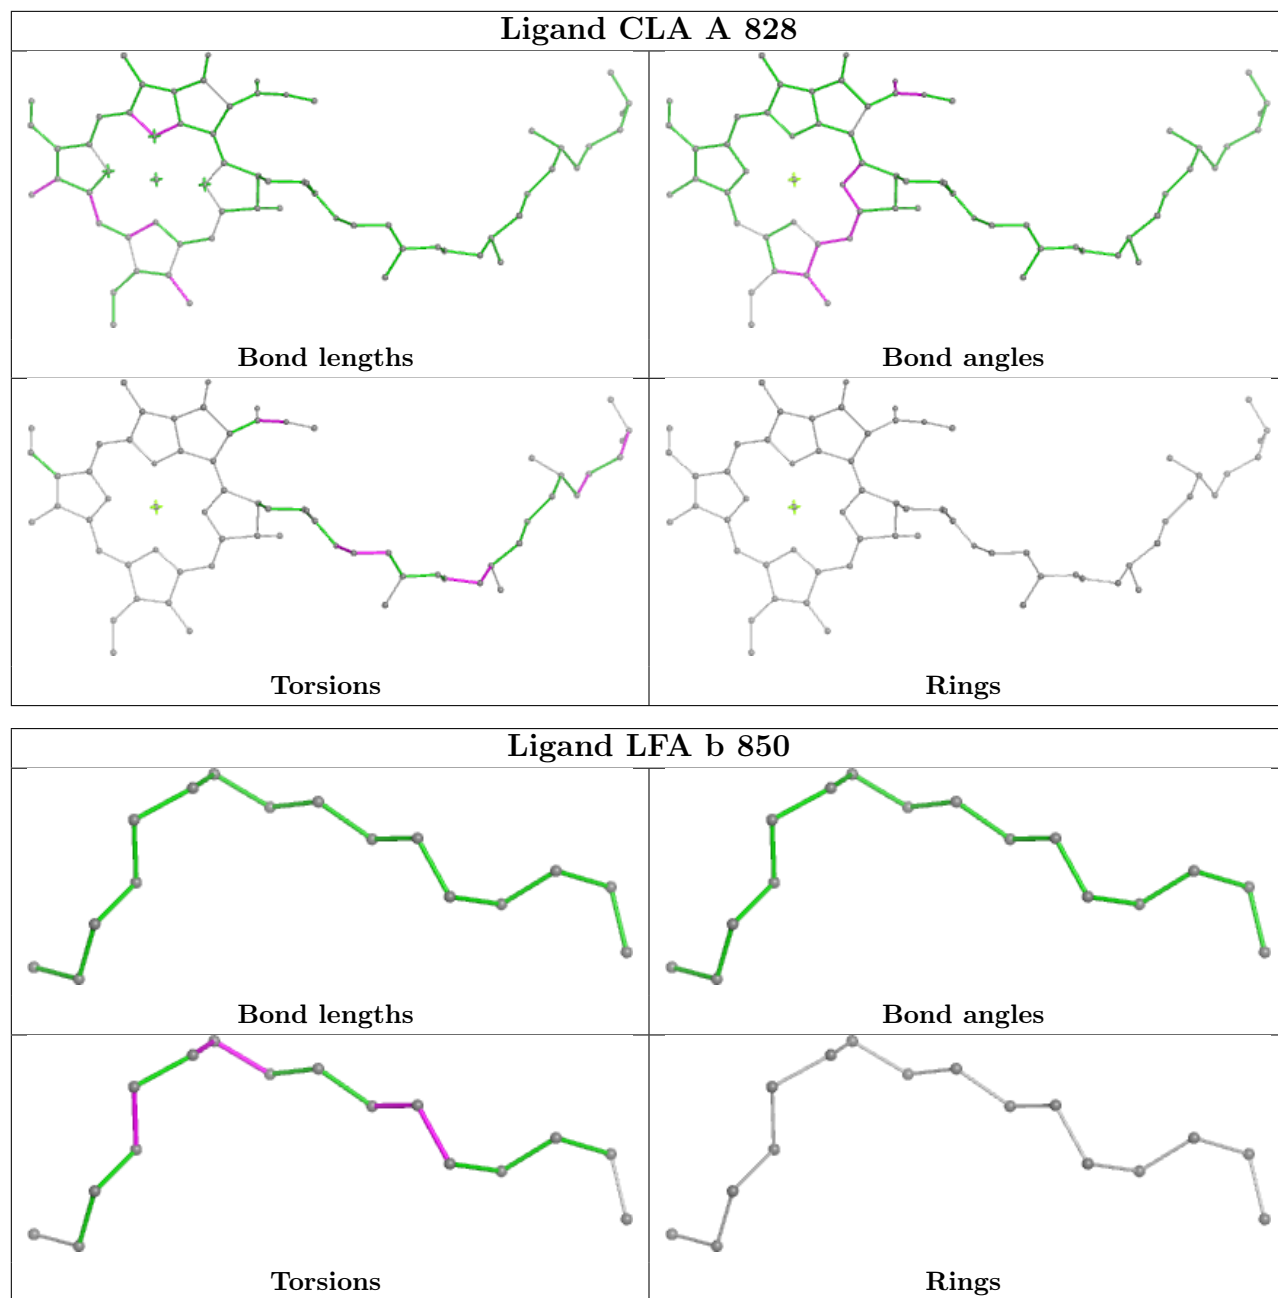 Ligand CLA A 828
Bond lengths
Bond angles
Torsions
Rings
Ligand LFA b 850
Bond lengths
Bond angles
Torsions
Rings